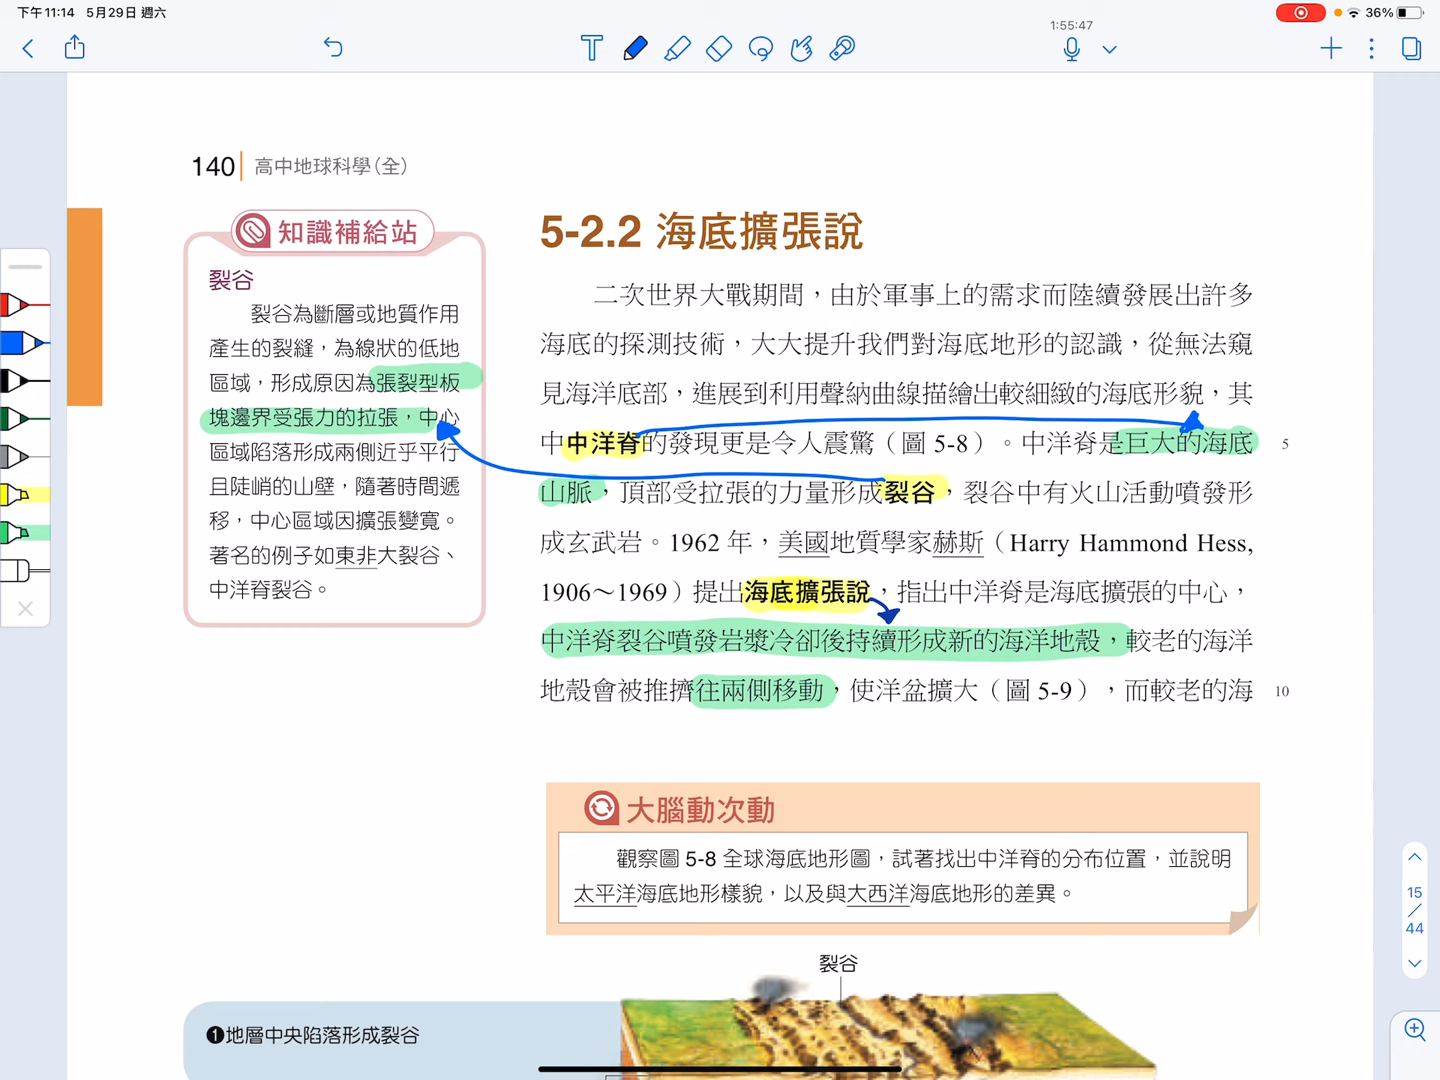 下午11:14 5月29日 週六
36%
1:55:47
140 高中地球科學(全)
知識補給站
裂谷
裂谷為斷層或地質作用
產生的裂縫，為線狀的低地
區域，形成原因為張裂型板
塊邊界受張力的拉張，中心
區域陷落形成兩側近乎平行
且陡峭的山壁，隨著時間遞
移，中心區域因擴張變寬。
著名的例子如東非大裂谷、
中洋脊裂谷。
5-2.2 海底擴張說
二次世界大戰期間，由於軍事上的需求而陸續發展出許多
海底的探測技術，大大提升我們對海底地形的認識，從無法窺
見海洋底部，進展到利用聲納曲線描繪出較細緻的海底形貌，其
中中洋脊的發現更是令人震驚（圖 5-8）。中洋脊是巨大的海底 5
山脈，頂部受拉張的力量形成裂谷，裂谷中有火山活動噴發形
成玄武岩。1962 年，美國地質學家赫斯（Harry Hammond Hess,
1906～1969）提出海底擴張說，指出中洋脊是海底擴張的中心，
中洋脊裂谷噴發岩漿冷卻後持續形成新的海洋地殼，較老的海洋
地殼會被推擠往兩側移動，使洋盆擴大（圖 5-9），而較老的海 10
大腦動次動
觀察圖 5-8 全球海底地形圖，試著找出中洋脊的分布位置，並說明
太平洋海底地形樣貌，以及與大西洋海底地形的差異。
裂谷
❶地層中央陷落形成裂谷
15
/
44